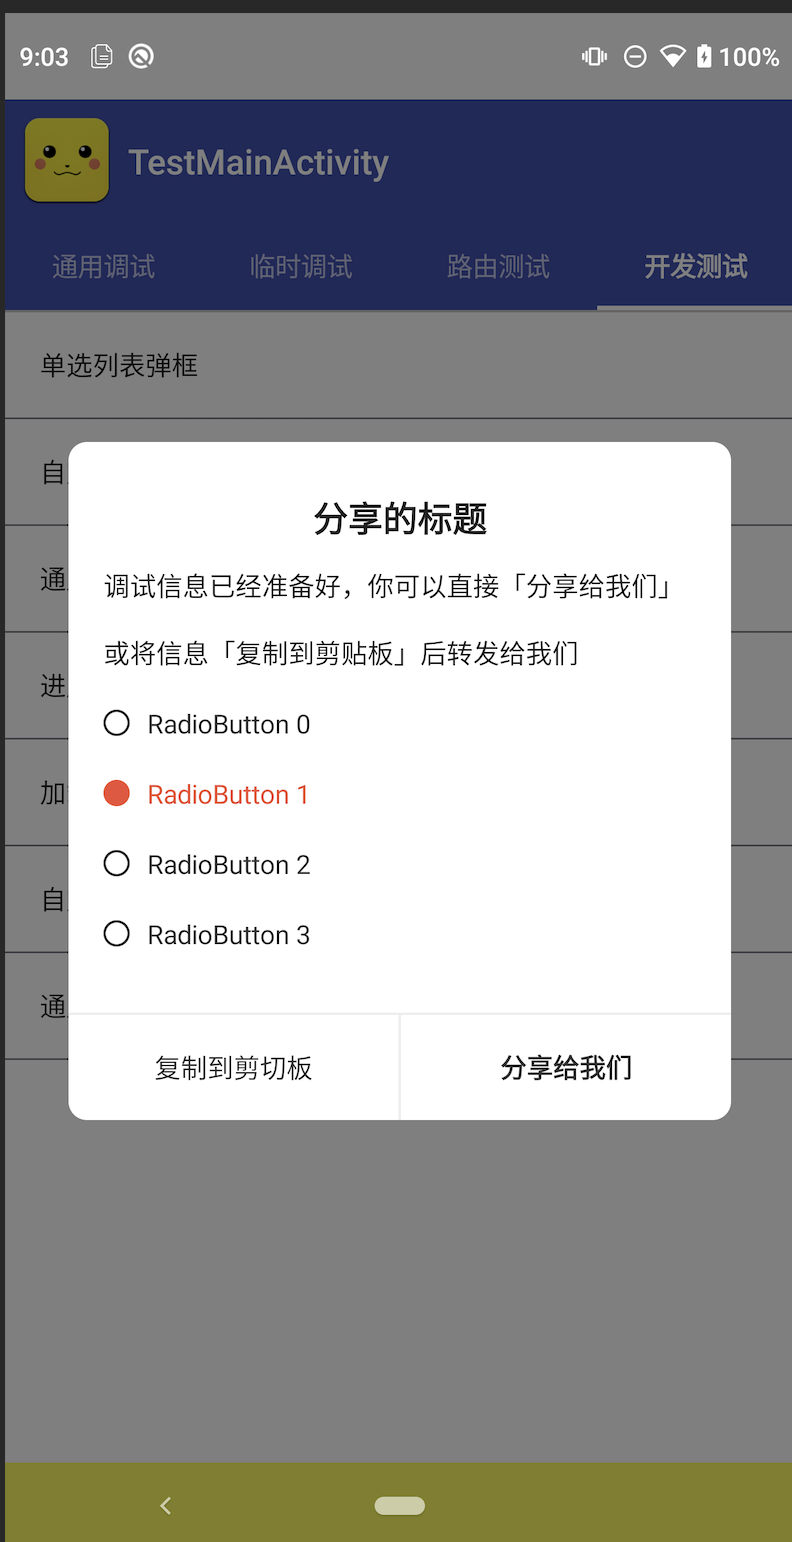 9:03
100%
TestMainActivity
通用调试
临时调试
路由测试
开发测试
单选列表弹框
自
通
进
加
自
通
分享的标题
调试信息已经准备好，你可以直接「分享给我们」
或将信息「复制到剪贴板」后转发给我们
RadioButton 0
RadioButton 1
RadioButton 2
RadioButton 3
复制到剪切板
分享给我们